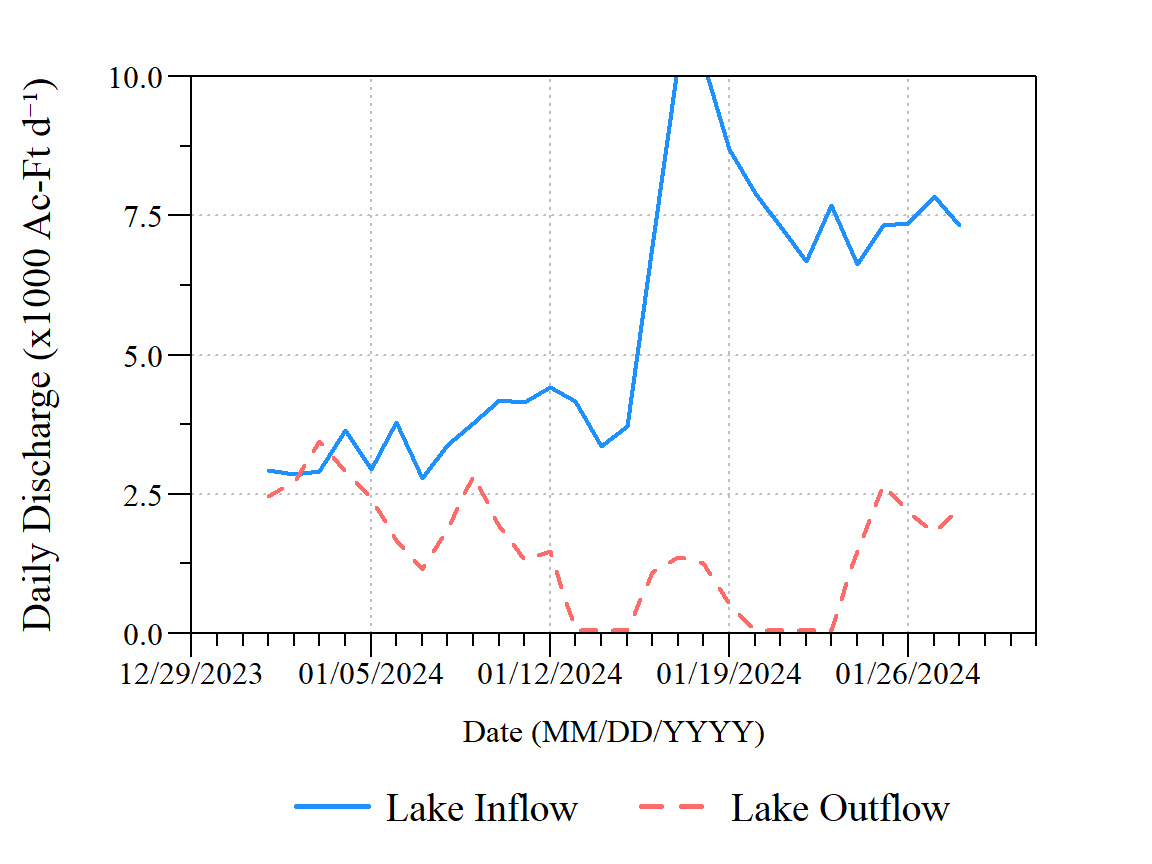 Daily Discharge (x1000 Ac-Ft d⁻¹)
10.0
7.5
5.0
2.5
0.0
12/29/2023 01/05/2024 01/12/2024 01/19/2024 01/26/2024
Date (MM/DD/YYYY)
Lake Inflow Lake Outflow